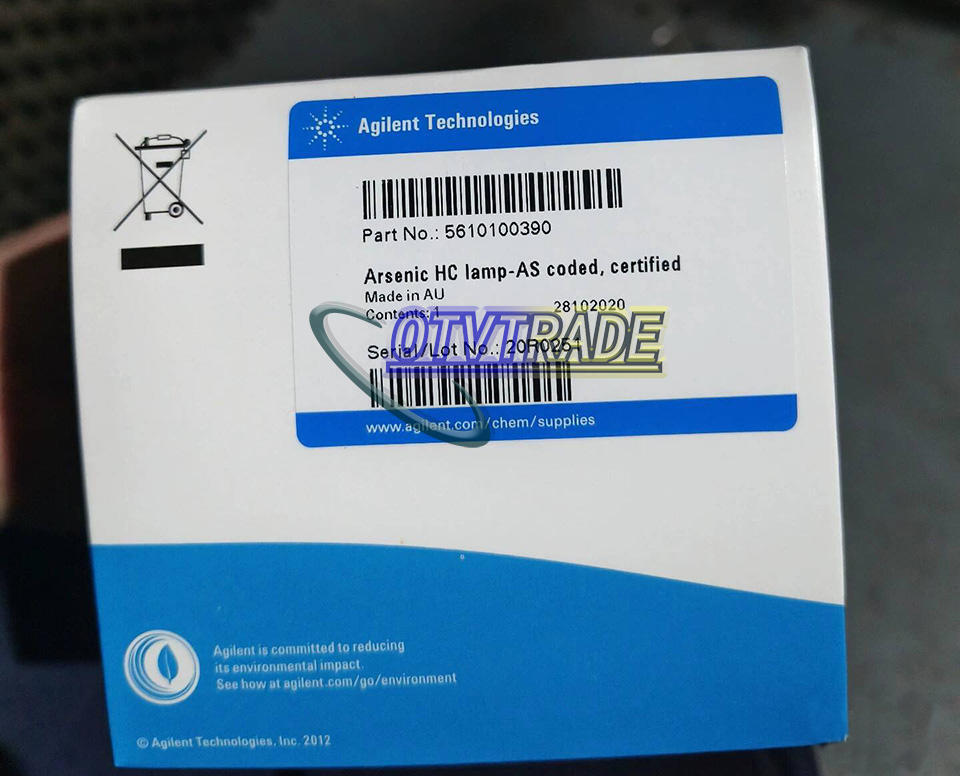 Agilent Technologies
Part No.: 5610100390
Arsenic HC lamp-AS coded, certified
Made in AU
Contents: 1 28102020
QTVTRADE
Serial/Lot No.: 20R0251
www.agilent.com/chem/supplies
Agilent is committed to reducing
its environmental impact.
See how at agilent.com/go/environment
© Agilent Technologies, Inc. 2012